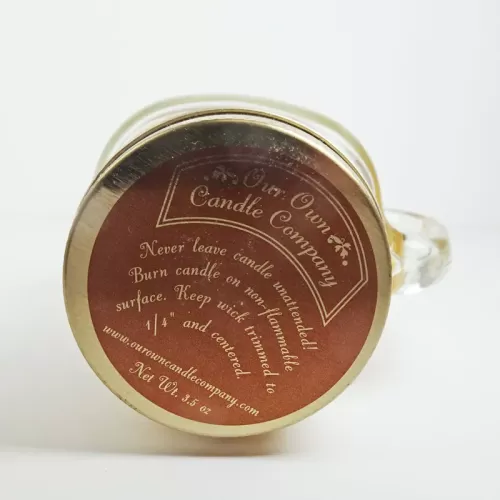 Our Own
Candle Company
Never leave candle unattended!
Burn candle on non-flammable
surface. Keep wick trimmed to
1/4" and centered.
www.ourowncandlecompany.com
Net Wt. 3.5 oz